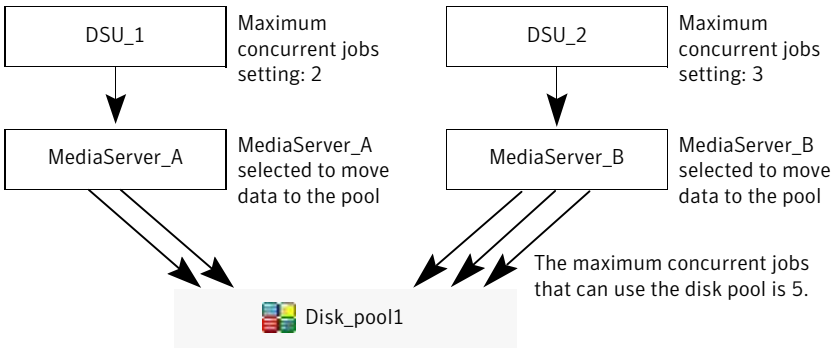 DSU_1
Maximum
concurrent jobs
setting: 2
DSU_2
Maximum
concurrent jobs
setting: 3
MediaServer_A
MediaServer_A
selected to move
data to the pool
MediaServer_B
MediaServer_B
selected to move
data to the pool
The maximum concurrent jobs
that can use the disk pool is 5.
Disk_pool1